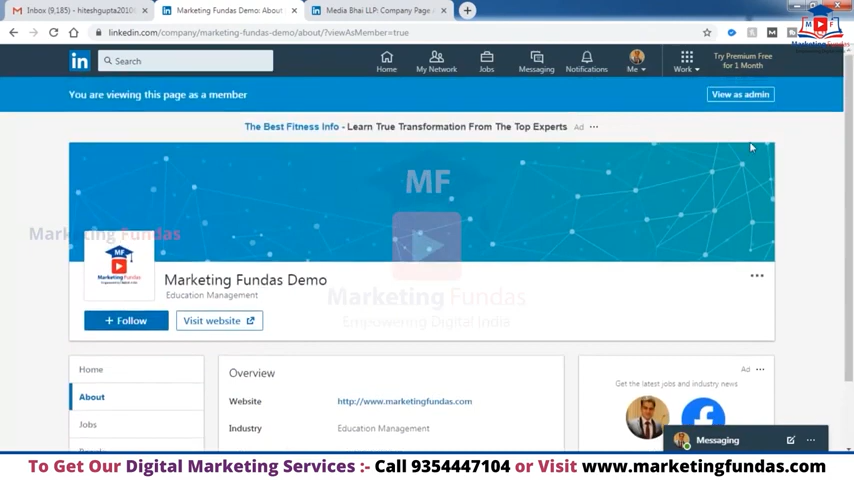 Inbox (9,185) - hiteshgupta2010
Marketing Fundas Demo: About
Media Bhai LLP: Company Page
linkedin.com/company/marketing-fundas-demo/about/?viewAsMember=true
in
Search
Home
My Network
Jobs
Messaging
Notifications
Me
Work
Try Premium Free
for 1 Month
Marketing Fundas
You are viewing this page as a member
View as admin
The Best Fitness Info - Learn True Transformation From The Top Experts Ad ...
MF
Marketing Fundas
MF
Marketing Fundas
Marketing Fundas Demo
Education Management
Marketing Fundas
Empowering Digital India
+ Follow
Visit website
Home
About
Jobs
Overview
Website
http://www.marketingfundas.com
Industry
Education Management
Ad ...
Get the latest jobs and industry news
Messaging
To Get Our Digital Marketing Services :- Call 9354447104 or Visit www.marketingfundas.com